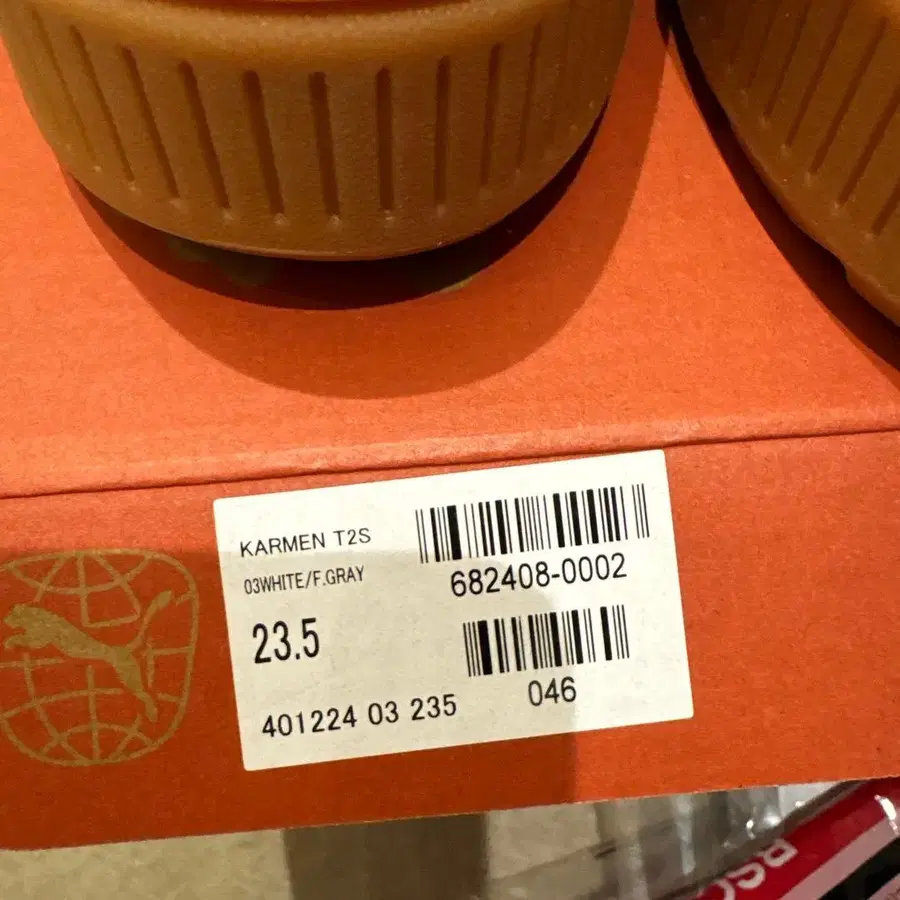 KARMEN T2S
03WHITE/F.GRAY
682408-0002
23.5
046
401224 03 235